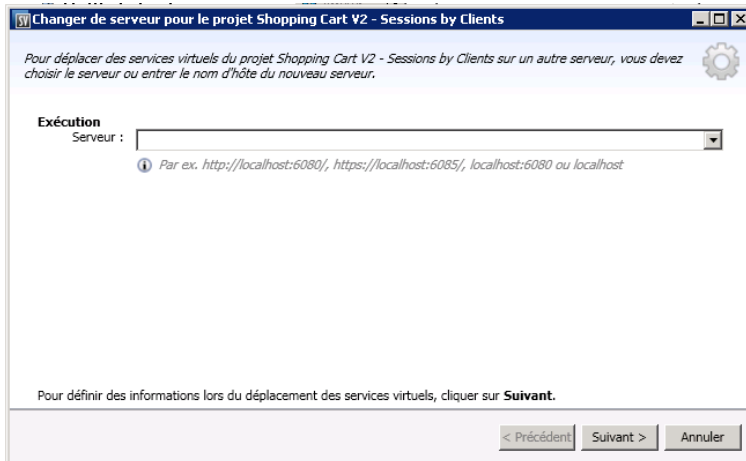 SV Changer de serveur pour le projet Shopping Cart V2 - Sessions by Clients
Pour déplacer des services virtuels du projet Shopping Cart V2 - Sessions by Clients sur un autre serveur, vous devez
choisir le serveur ou entrer le nom d'hôte du nouveau serveur.
Exécution
Serveur :
Par ex. http://localhost:6080/, https://localhost:6085/, localhost:6080 ou localhost
Pour définir des informations lors du déplacement des services virtuels, cliquer sur Suivant.
< Précédent Suivant > Annuler